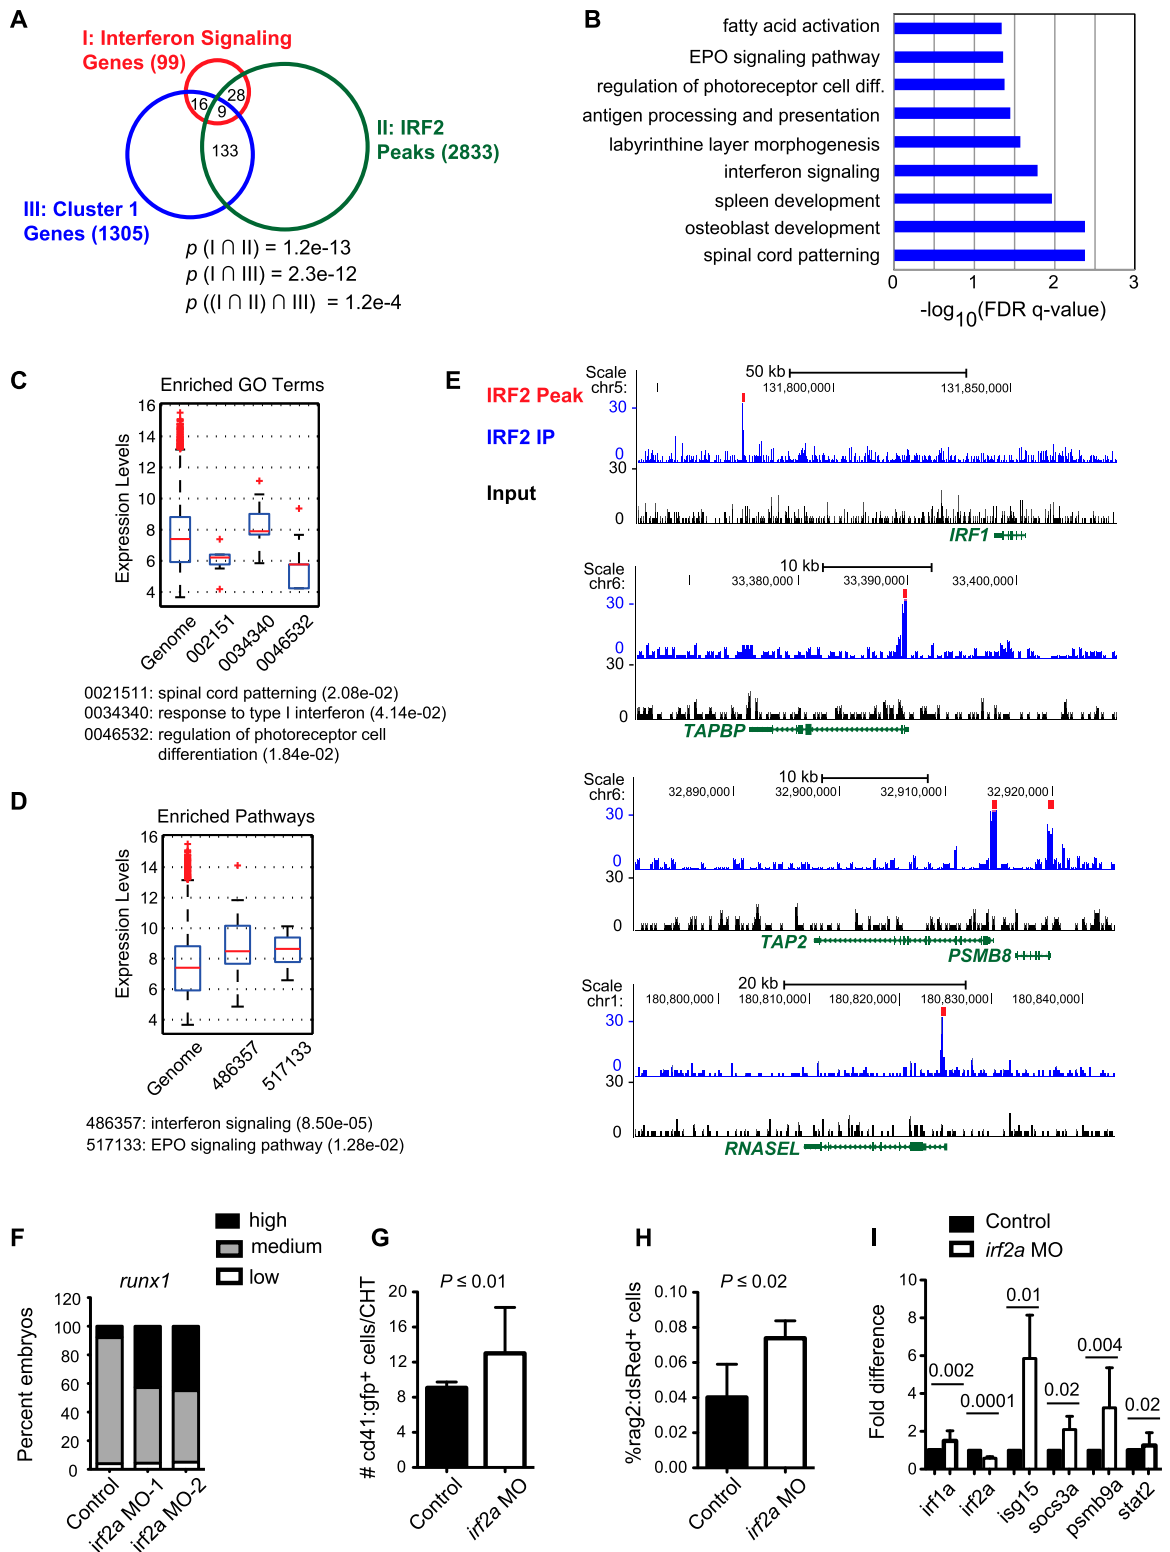 A
I: Interferon Signaling
Genes (99)
16
28
9
133
II: IRF2
Peaks (2833)
III: Cluster 1
Genes (1305)
p (I ∩ II) = 1.2e-13
p (I ∩ III) = 2.3e-12
p ((I ∩ II) ∩ III) = 1.2e-4
B
fatty acid activation
EPO signaling pathway
regulation of photoreceptor cell diff.
antigen processing and presentation
labyrinthine layer morphogenesis
interferon signaling
spleen development
osteoblast development
spinal cord patterning
0 1 2 3
-log10(FDR q-value)
C
Enriched GO Terms
Expression Levels
16
14
12
10
8
6
4
Genome
002151
0034340
0046532
0021511: spinal cord patterning (2.08e-02)
0034340: response to type I interferon (4.14e-02)
0046532: regulation of photoreceptor cell
differentiation (1.84e-02)
D
Enriched Pathways
Expression Levels
16
14
12
10
8
6
4
Genome
486357
517133
486357: interferon signaling (8.50e-05)
517133: EPO signaling pathway (1.28e-02)
E
IRF2 Peak
IRF2 IP
Input
Scale
chr5:
50 kb
131,800,000
131,850,000
30
0
30
0
IRF1
Scale
chr6:
10 kb
33,380,000
33,390,000
33,400,000
30
0
30
0
TAPBP
Scale
chr6:
10 kb
32,890,000
32,900,000
32,910,000
32,920,000
30
0
30
0
TAP2
PSMB8
Scale
chr1:
20 kb
180,800,000
180,810,000
180,820,000
180,830,000
180,840,000
30
0
30
0
RNASEL
F
high
medium
low
runx1
Percent embryos
120
100
80
60
40
20
0
Control
irf2a MO-1
irf2a MO-2
G
P ≤ 0.01
# cd41:gfp+ cells/CHT
20
16
12
8
4
0
Control
irf2a MO
H
P ≤ 0.02
%rag2:dsRed+ cells
0.10
0.08
0.06
0.04
0.02
0.00
Control
irf2a MO
I
Control
irf2a MO
Fold difference
10
8
6
4
2
0
0.002
0.0001
0.01
0.02
0.004
0.02
irf1a
irf2a
isg15
socs3a
psmb9a
stat2